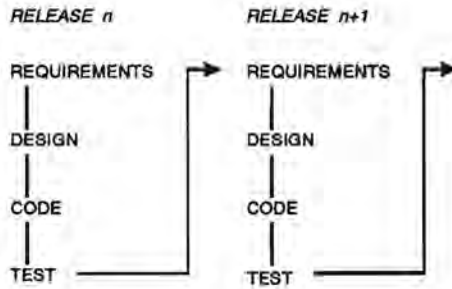 RELEASE n
REQUIREMENTS
DESIGN
CODE
TEST
RELEASE n+1
REQUIREMENTS
DESIGN
CODE
TEST